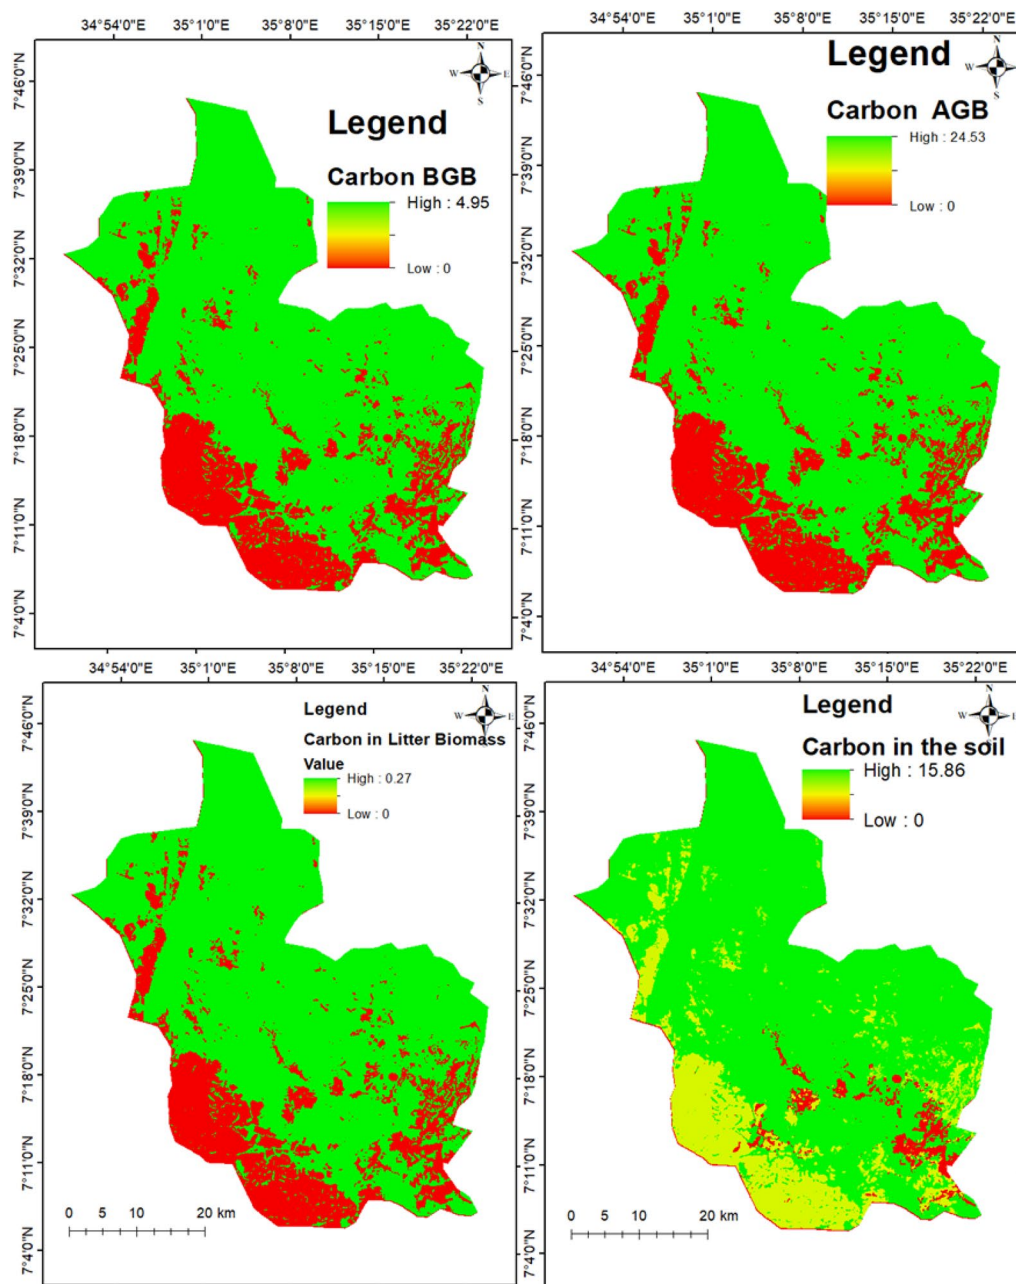 34°54'0"E 35°1'0"E 35°8'0"E 35°15'0"E 35°22'0"E
N
W E
S
Legend
Carbon BGB
High : 4.95
Low : 0
7°46'0"N
7°39'0"N
7°32'0"N
7°25'0"N
7°18'0"N
7°11'0"N
7°4'0"N
34°54'0"E 35°1'0"E 35°8'0"E 35°15'0"E 35°22'0"E
N
W E
S
Legend
Carbon AGB
High : 24.53
Low : 0
7°46'0"N
7°39'0"N
7°32'0"N
7°25'0"N
7°18'0"N
7°11'0"N
7°4'0"N
34°54'0"E 35°1'0"E 35°8'0"E 35°15'0"E 35°22'0"E
N
W E
S
Legend
Carbon in Litter Biomass
Value
High : 0.27
Low : 0
7°46'0"N
7°39'0"N
7°32'0"N
7°25'0"N
7°18'0"N
7°11'0"N
7°4'0"N
0 5 10 20 km
34°54'0"E 35°1'0"E 35°8'0"E 35°15'0"E 35°22'0"E
N
W E
S
Legend
Carbon in the soil
High : 15.86
Low : 0
7°46'0"N
7°39'0"N
7°32'0"N
7°25'0"N
7°18'0"N
7°11'0"N
7°4'0"N
0 5 10 20 km